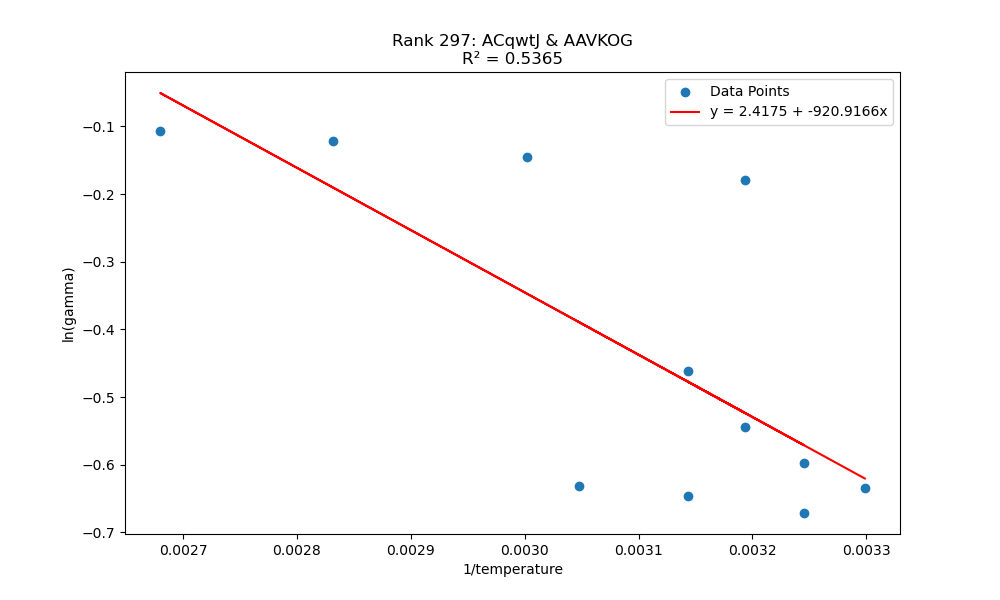 Rank 297: ACqwtJ & AAVKOG
R² = 0.5365
Data Points
y = 2.4175 + -920.9166x
ln(gamma)
−0.1
−0.2
−0.3
−0.4
−0.5
−0.6
−0.7
0.0027 0.0028 0.0029 0.0030 0.0031 0.0032 0.0033
1/temperature